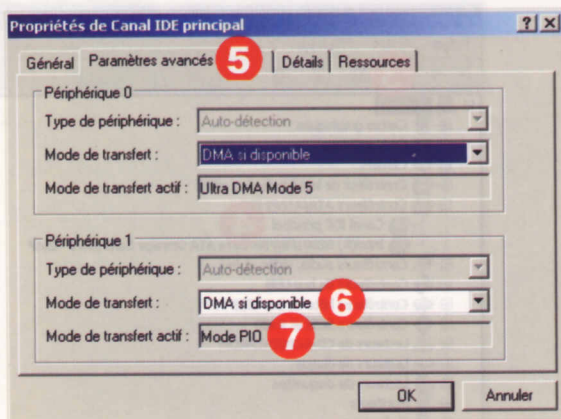 Propriétés de Canal IDE principal
Général Paramètres avancés 5 Détails Ressources
Périphérique 0
Type de périphérique : Auto-détection
Mode de transfert : DMA si disponible
Mode de transfert actif : Ultra DMA Mode 5
Périphérique 1
Type de périphérique : Auto-détection
Mode de transfert : DMA si disponible 6
Mode de transfert actif : Mode PIO 7
OK Annuler